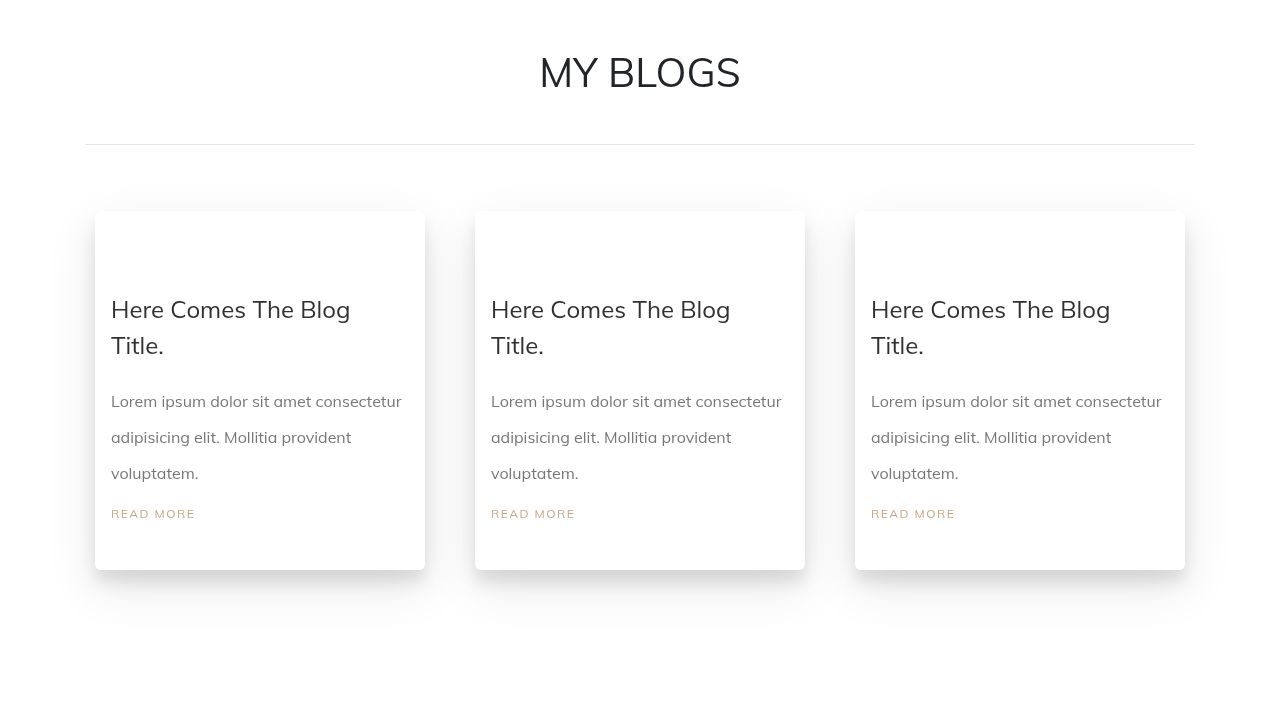 MY BLOGS
Here Comes The Blog
Title.
Lorem ipsum dolor sit amet consectetur
adipisicing elit. Mollitia provident
voluptatem.
READ MORE
Here Comes The Blog
Title.
Lorem ipsum dolor sit amet consectetur
adipisicing elit. Mollitia provident
voluptatem.
READ MORE
Here Comes The Blog
Title.
Lorem ipsum dolor sit amet consectetur
adipisicing elit. Mollitia provident
voluptatem.
READ MORE